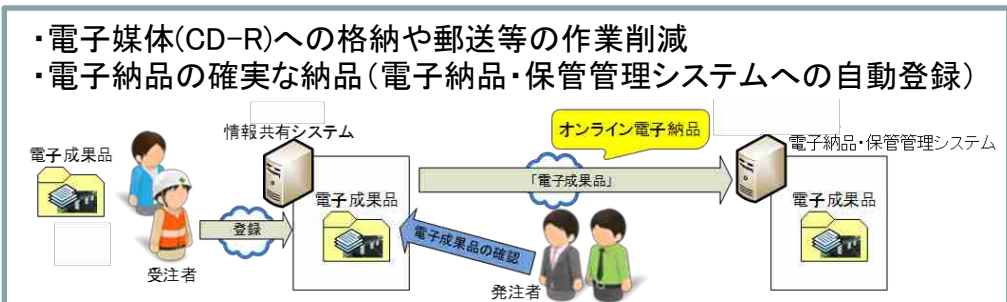 ・電子媒体(CD-R)への格納や郵送等の作業削減
・電子納品の確実な納品(電子納品・保管管理システムへの自動登録)
情報共有システム
オンライン電子納品
電子納品・保管管理システム
電子成果品
「電子成果品」
電子成果品
電子成果品
登録
電子成果品の確認
受注者
発注者